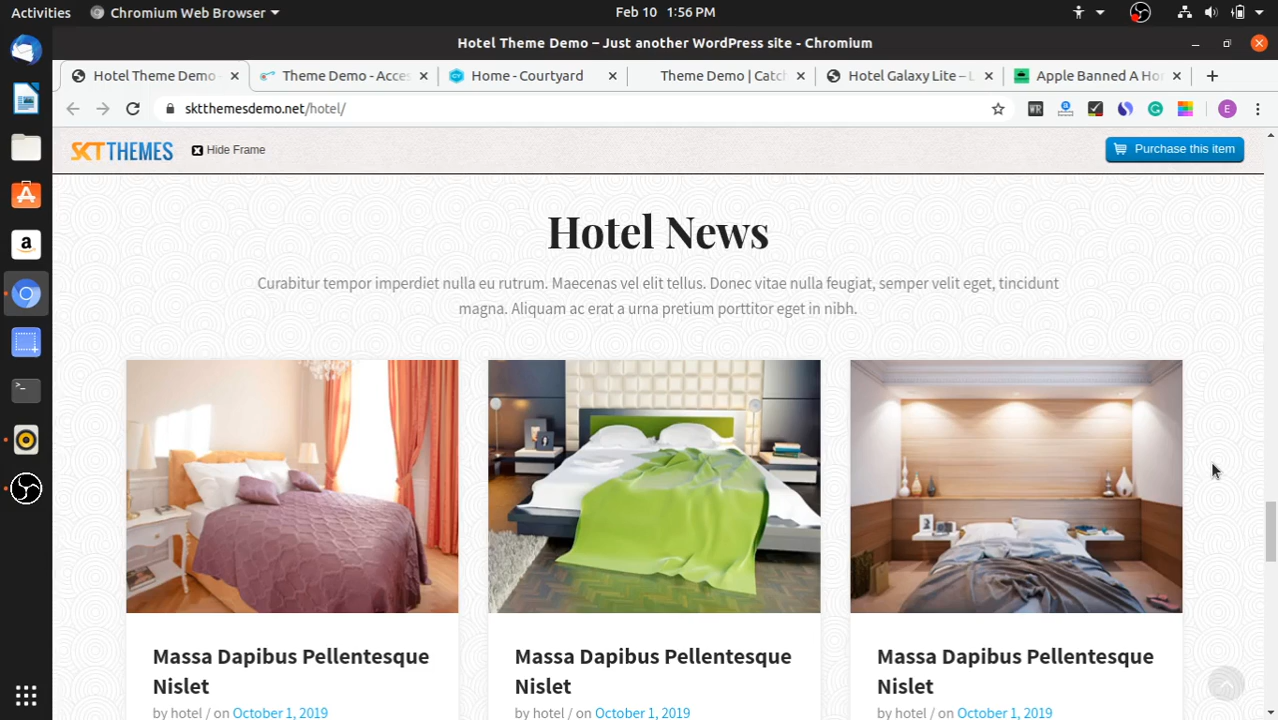 Activities
Chromium Web Browser
Feb 10 1:56 PM
Hotel Theme Demo – Just another WordPress site - Chromium
Hotel Theme Demo
Theme Demo - Acces
Home - Courtyard
Theme Demo | Catch
Hotel Galaxy Lite – L
Apple Banned A Hor
sktthemesdemo.net/hotel/
WR
E
SKT THEMES
Hide Frame
Purchase this item
Hotel News
Curabitur tempor imperdiet nulla eu rutrum. Maecenas vel elit tellus. Donec vitae nulla feugiat, semper velit eget, tincidunt
magna. Aliquam ac erat a urna pretium porttitor eget in nibh.
Massa Dapibus Pellentesque
Nislet
by hotel / on October 1, 2019
Massa Dapibus Pellentesque
Nislet
by hotel / on October 1, 2019
Massa Dapibus Pellentesque
Nislet
by hotel / on October 1, 2019